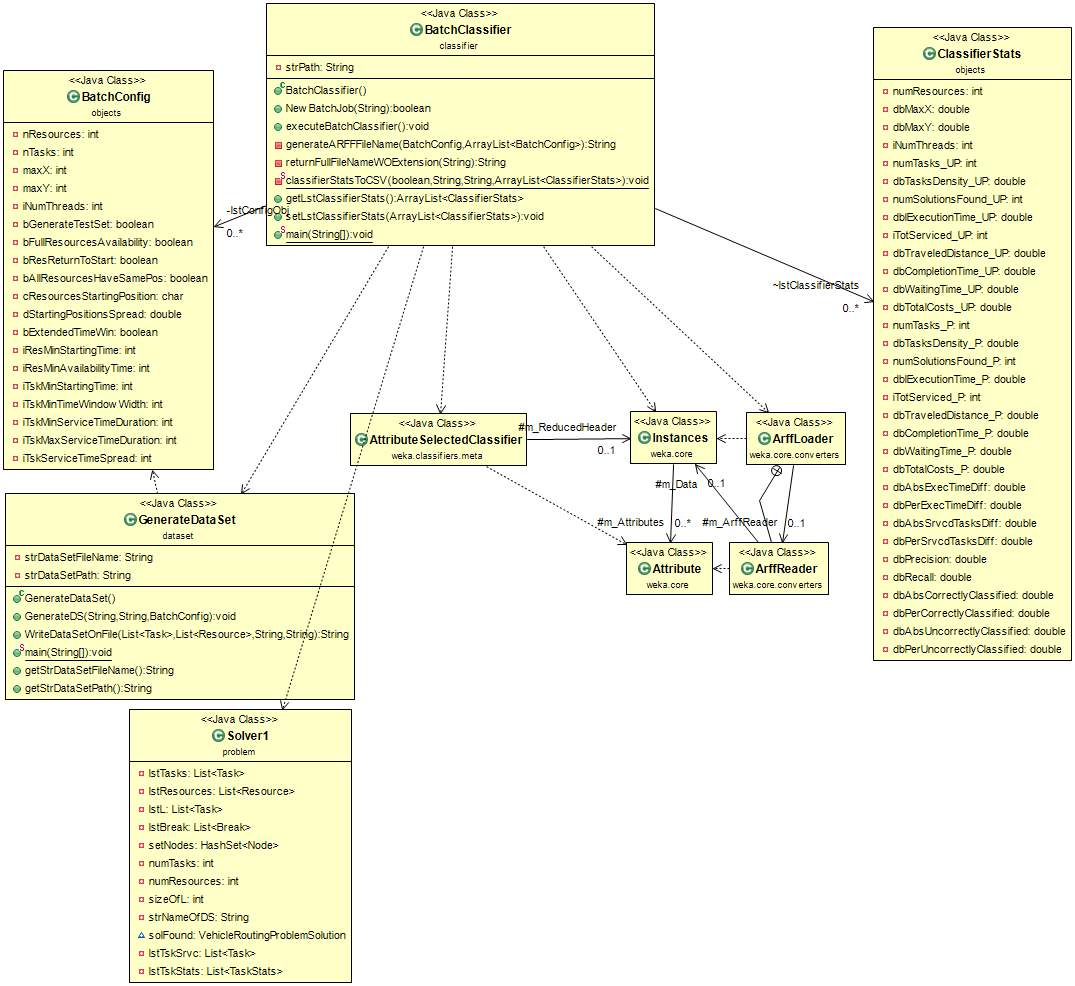 <<Java Class>>
BatchClassifier
classifier
strPath: String
BatchClassifier()
New BatchJob(String):boolean
executeBatchClassifier():void
generateARFFFileName(BatchConfig,ArrayList<BatchConfig>):String
returnFullFileNameWOExtension(String):String
classifierStatsToCSV(boolean,String,String,ArrayList<ClassifierStats>):void
getLstClassifierStats():ArrayList<ClassifierStats>
setLstClassifierStats(ArrayList<ClassifierStats>):void
main(String[]):void
<<Java Class>>
BatchConfig
objects
nResources: int
nTasks: int
maxX: int
maxY: int
iNumThreads: int
bGenerateTestSet: boolean
bFullResourcesAvailability: boolean
bResReturnToStart: boolean
bAllResourcesHaveSamePos: boolean
cResourcesStartingPosition: char
dStartingPositionsSpread: double
bExtendedTimeWin: boolean
iResMinStartingTime: int
iResMinAvailabilityTime: int
iTskMinStartingTime: int
iTskMinTimeWindow Width: int
iTskMinServiceTimeDuration: int
iTskMaxServiceTimeDuration: int
iTskServiceTimeSpread: int
-lstConfigObj
0..*
<<Java Class>>
ClassifierStats
objects
numResources: int
dbMaxX: double
dbMaxY: double
iNumThreads: int
numTasks_UP: int
dbTasksDensity_UP: double
numSolutionsFound_UP: int
dblExecutionTime_UP: double
iTotServiced_UP: int
dbTraveledDistance_UP: double
dbCompletionTime_UP: double
dbWaitingTime_UP: double
dbTotalCosts_UP: double
numTasks_P: int
dbTasksDensity_P: double
numSolutionsFound_P: int
dblExecutionTime_P: double
iTotServiced_P: int
dbTraveledDistance_P: double
dbCompletionTime_P: double
dbWaitingTime_P: double
dbTotalCosts_P: double
dbAbsExecTimeDiff: double
dbPerExecTimeDiff: double
dbAbsSrvcdTasksDiff: double
dbPerSrvcdTasksDiff: double
dbPrecision: double
dbRecall: double
dbAbsCorrectlyClassified: double
dbPerCorrectlyClassified: double
dbAbsUncorrectlyClassified: double
dbPerUncorrectlyClassified: double
~lstClassifierStats
0..*
<<Java Class>>
AttributeSelectedClassifier
weka.classifiers.meta
#m_ReducedHeader
0..1
<<Java Class>>
Instances
weka.core
<<Java Class>>
ArffLoader
weka.core.converters
#m_Data
0..1
#m_Attributes
0..*
#m_ArffReader
0..1
<<Java Class>>
Attribute
weka.core
<<Java Class>>
ArffReader
weka.core.converters
<<Java Class>>
GenerateDataSet
dataset
strDataSetFileName: String
strDataSetPath: String
GenerateDataSet()
GenerateDS(String,String,BatchConfig):void
WriteDataSetOnFile(List<Task>,List<Resource>,String,String):String
main(String[]):void
getStrDataSetFileName():String
getStrDataSetPath():String
<<Java Class>>
Solver1
problem
lstTasks: List<Task>
lstResources: List<Resource>
lstL: List<Task>
lstBreak: List<Break>
setNodes: HashSet<Node>
numTasks: int
numResources: int
sizeOfL: int
strNameOfDS: String
solFound: VehicleRoutingProblemSolution
lstTskSrvc: List<Task>
lstTskStats: List<TaskStats>